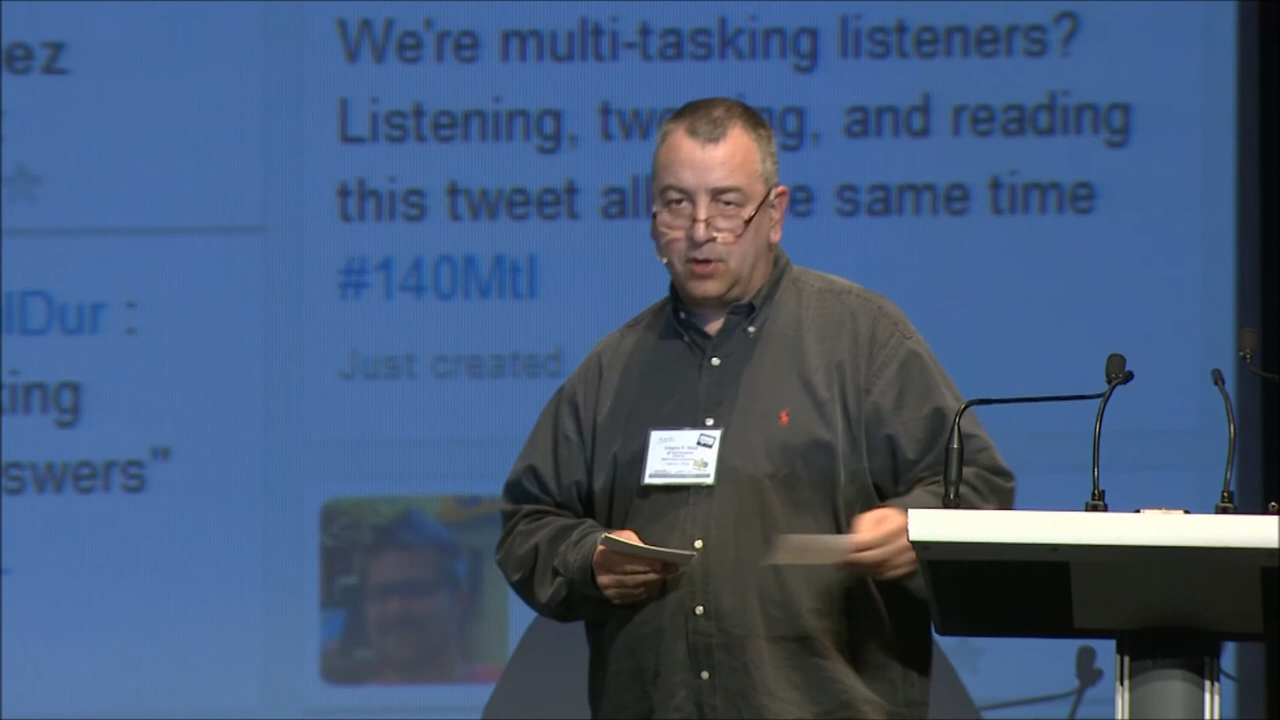 ez
lDur :
king
swers"
We're multi-tasking listeners?
Listening, tw ng, and reading
this tweet all e same time
#140Mtl
Just created